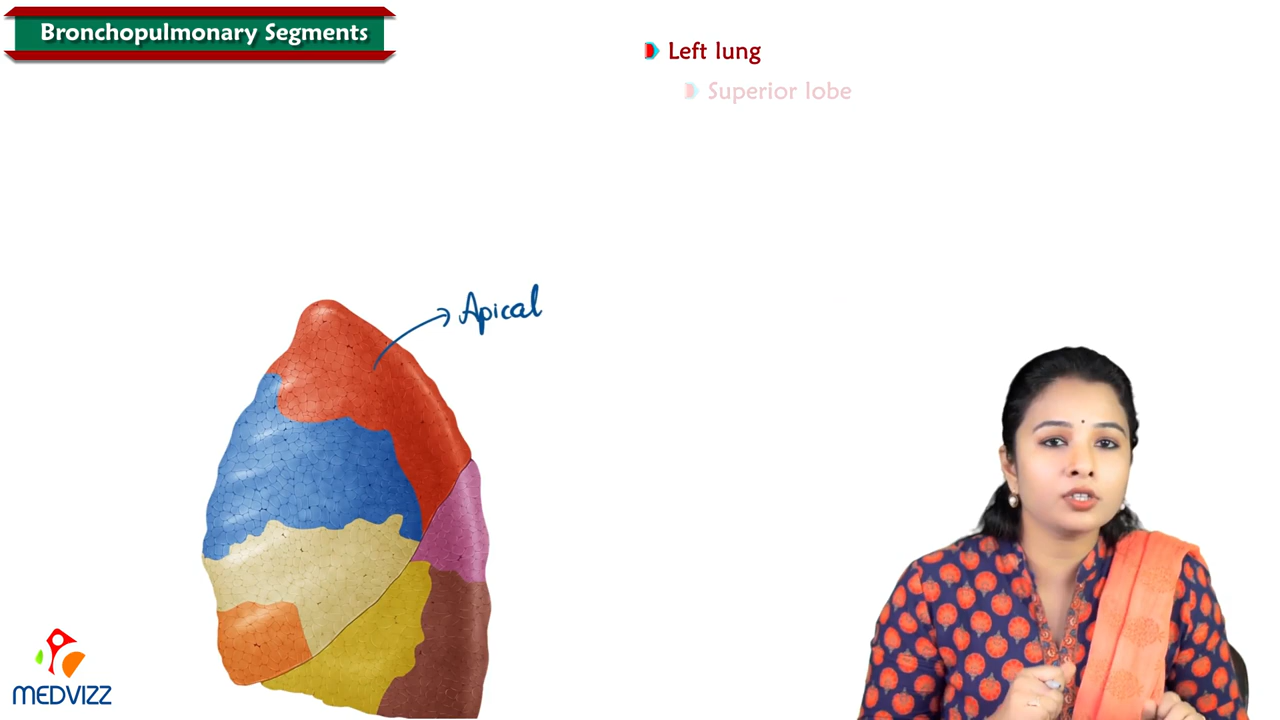 Bronchopulmonary Segments
Left lung
Superior lobe
Apical
MEDVIZZ